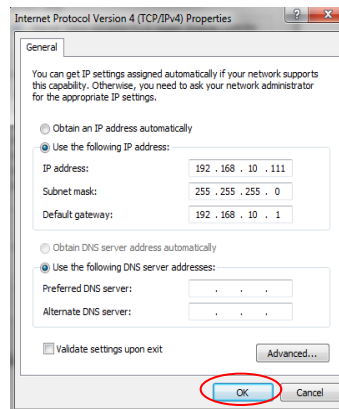 Internet Protocol Version 4 (TCP/IPv4) Properties
General
You can get IP settings assigned automatically if your network supports
this capability. Otherwise, you need to ask your network administrator
for the appropriate IP settings.
Obtain an IP address automatically
Use the following IP address:
IP address: 192 . 168 . 10 . 111
Subnet mask: 255 . 255 . 255 . 0
Default gateway: 192 . 168 . 10 . 1
Obtain DNS server address automatically
Use the following DNS server addresses:
Preferred DNS server: . . .
Alternate DNS server: . . .
Validate settings upon exit
Advanced...
OK Cancel